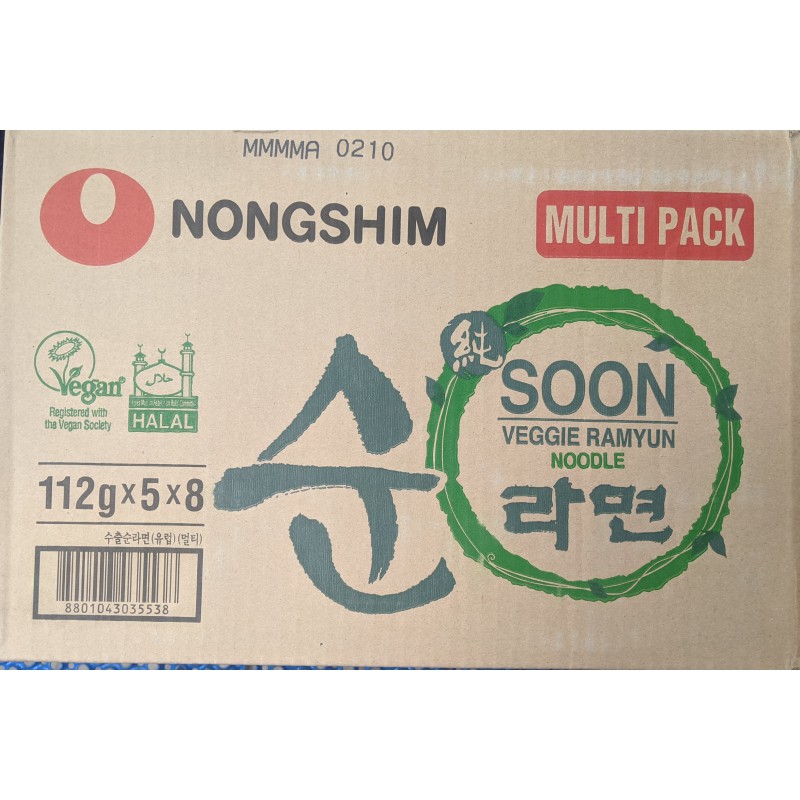 MMMMA 0210
NONGSHIM
MULTI PACK
Vegan
Registered with
the Vegan Society
حلال
HALAL
순
純
SOON
VEGGIE RAMYUN
NOODLE
라면
112g x 5 x 8
수출순라면(유럽)(멀티)
8801043035538